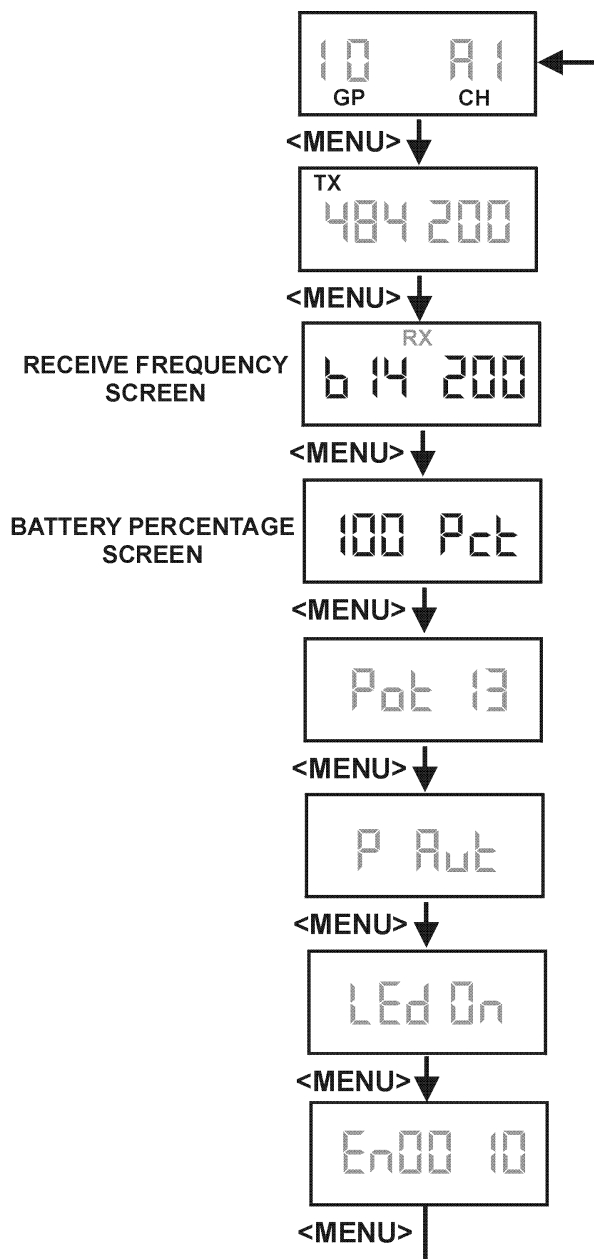 10 A1
GP CH
<MENU>
TX
484 200
<MENU>
RX
RECEIVE FREQUENCY
SCREEN
b14 200
<MENU>
BATTERY PERCENTAGE
SCREEN
100 Pct
<MENU>
Pot 13
<MENU>
P Aut
<MENU>
LEd On
<MENU>
En00 10
<MENU>